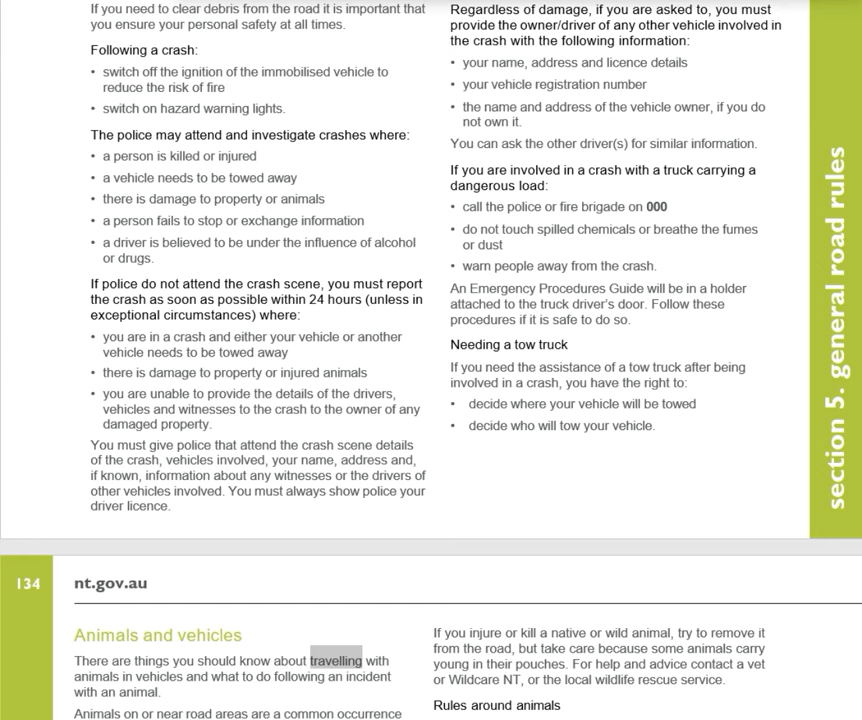 If you need to clear debris from the road it is important that
you ensure your personal safety at all times.
Following a crash:
• switch off the ignition of the immobilised vehicle to
reduce the risk of fire
• switch on hazard warning lights.
The police may attend and investigate crashes where:
• a person is killed or injured
• a vehicle needs to be towed away
• there is damage to property or animals
• a person fails to stop or exchange information
• a driver is believed to be under the influence of alcohol
or drugs.
If police do not attend the crash scene, you must report
the crash as soon as possible within 24 hours (unless in
exceptional circumstances) where:
• you are in a crash and either your vehicle or another
vehicle needs to be towed away
• there is damage to property or injured animals
• you are unable to provide the details of the drivers,
vehicles and witnesses to the crash to the owner of any
damaged property.
You must give police that attend the crash scene details
of the crash, vehicles involved, your name, address and,
if known, information about any witnesses or the drivers of
other vehicles involved. You must always show police your
driver licence.
Regardless of damage, if you are asked to, you must
provide the owner/driver of any other vehicle involved in
the crash with the following information:
• your name, address and licence details
• your vehicle registration number
• the name and address of the vehicle owner, if you do
not own it.
You can ask the other driver(s) for similar information.
If you are involved in a crash with a truck carrying a
dangerous load:
• call the police or fire brigade on 000
• do not touch spilled chemicals or breathe the fumes
or dust
• warn people away from the crash.
An Emergency Procedures Guide will be in a holder
attached to the truck driver's door. Follow these
procedures if it is safe to do so.
Needing a tow truck
If you need the assistance of a tow truck after being
involved in a crash, you have the right to:
• decide where your vehicle will be towed
• decide who will tow your vehicle.
section 5. general road rules
134
nt.gov.au
Animals and vehicles
There are things you should know about travelling with
animals in vehicles and what to do following an incident
with an animal.
Animals on or near road areas are a common occurrence
If you injure or kill a native or wild animal, try to remove it
from the road, but take care because some animals carry
young in their pouches. For help and advice contact a vet
or Wildcare NT, or the local wildlife rescue service.
Rules around animals